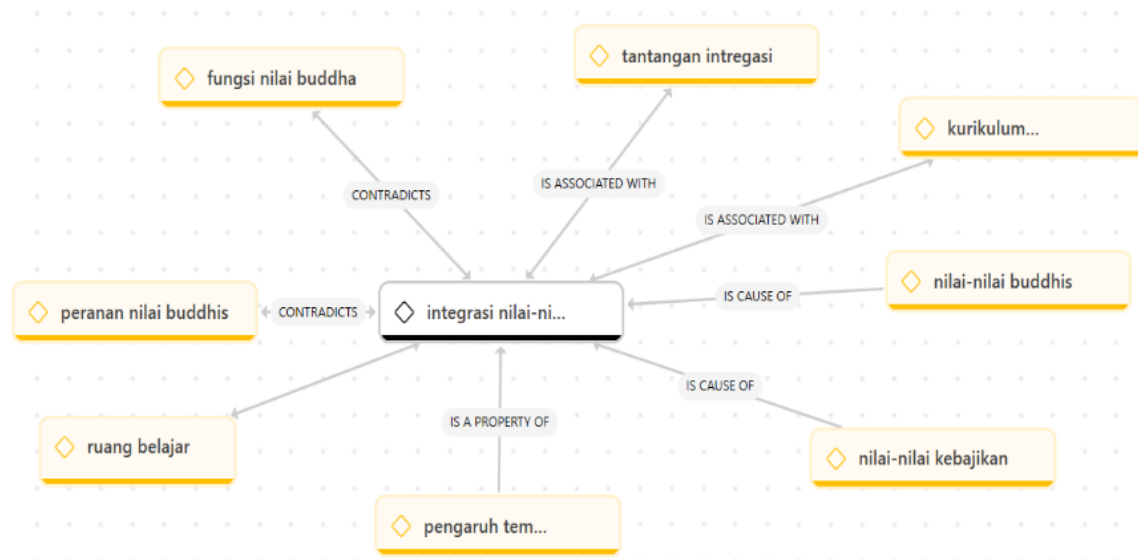 tantangan intregasi
fungsi nilai buddha
kurikulum...
IS ASSOCIATED WITH
CONTRADICTS
IS ASSOCIATED WITH
nilai-nilai buddhis
IS CAUSE OF
peranan nilai buddhis
CONTRADICTS
integrasi nilai-ni...
IS CAUSE OF
IS A PROPERTY OF
ruang belajar
nilai-nilai kebajikan
pengaruh tem...